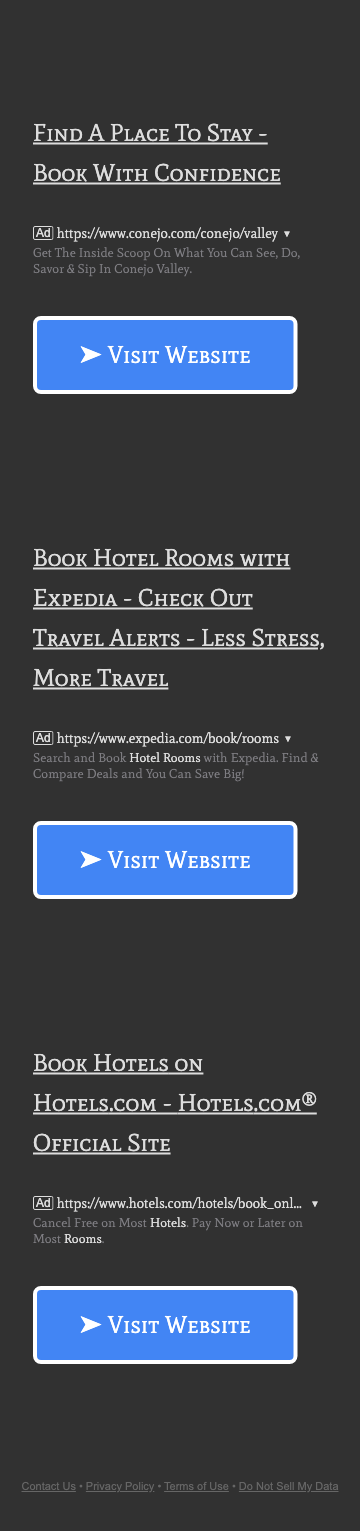 Find A Place To Stay -
Book With Confidence
Ad https://www.conejo.com/conejo/valley ▼
Get The Inside Scoop On What You Can See, Do,
Savor & Sip In Conejo Valley.
➤ Visit Website
Book Hotel Rooms with
Expedia - Check Out
Travel Alerts - Less Stress,
More Travel
Ad https://www.expedia.com/book/rooms ▼
Search and Book Hotel Rooms with Expedia. Find &
Compare Deals and You Can Save Big!
➤ Visit Website
Book Hotels on
Hotels.com - Hotels.com®
Official Site
Ad https://www.hotels.com/hotels/book_onl... ▼
Cancel Free on Most Hotels. Pay Now or Later on
Most Rooms.
➤ Visit Website
Contact Us • Privacy Policy • Terms of Use • Do Not Sell My Data